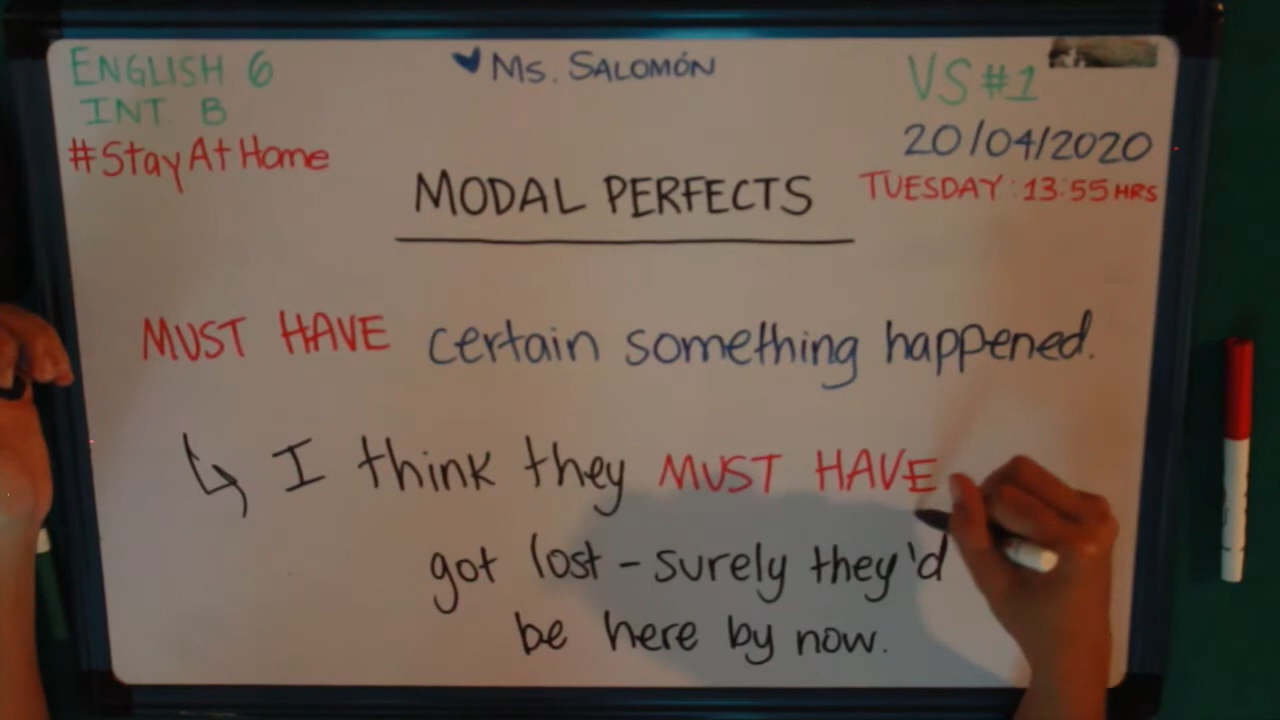 ENGLISH 6
INT B
#StayAtHome
Ms. SALOMÓN
VS #1
20/04/2020
TUESDAY: 13:55 HRS
MODAL PERFECTS
MUST HAVE certain something happened.
I think they MUST HAVE
got lost – surely they'd
be here by now.